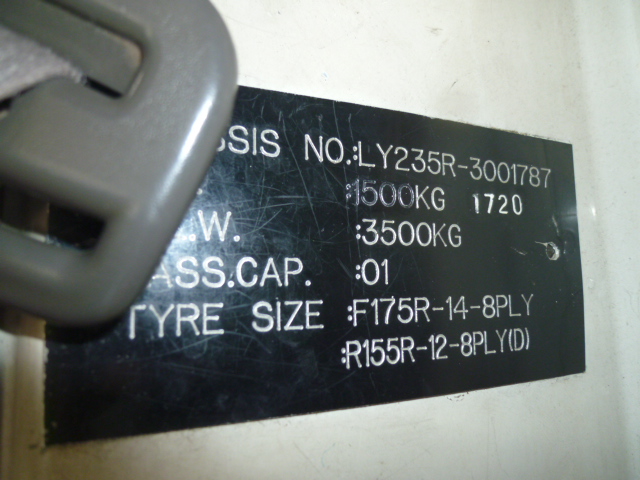 SSIS NO.:LY235R-3001787
:1500KG 1720
.W. :3500KG
ASS.CAP. :01
TYRE SIZE :F175R-14-8PLY
:R155R-12-8PLY(D)